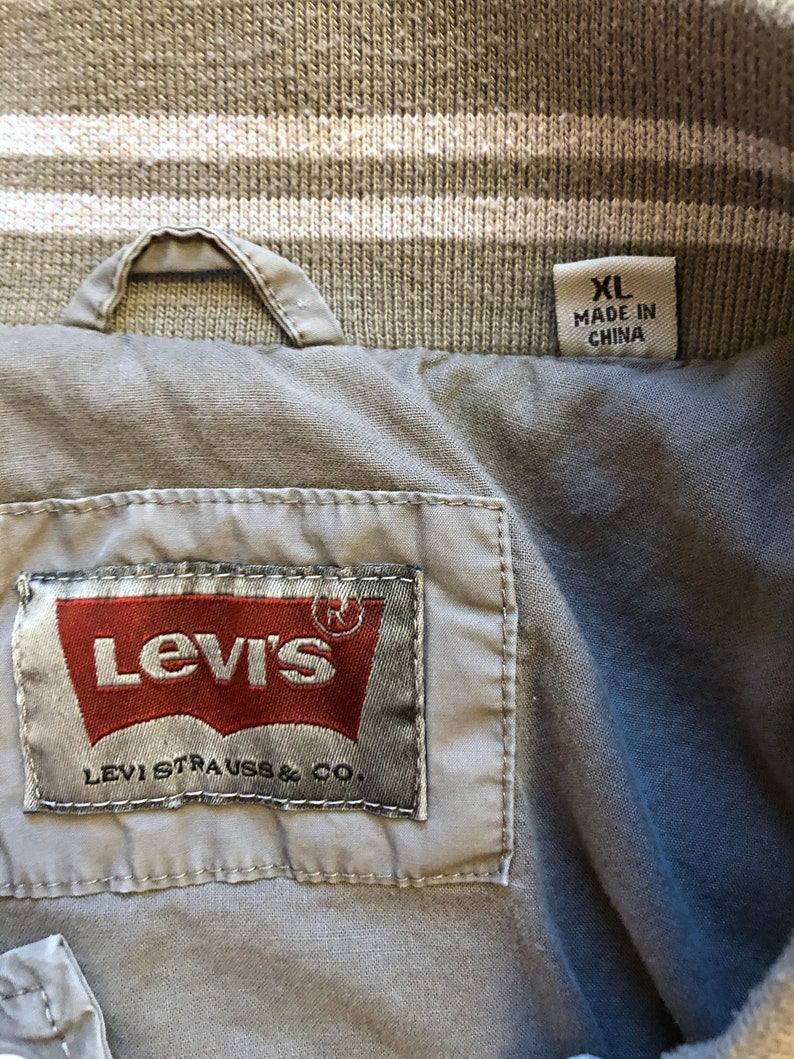 XL
MADE IN
CHINA
LEVI'S ®
LEVI STRAUSS & CO.